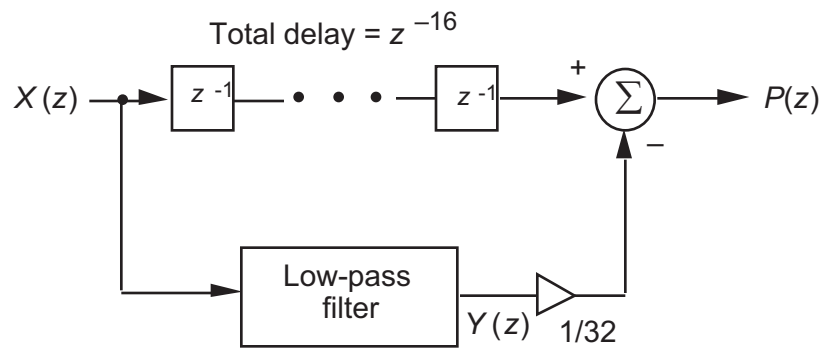 Total delay = z⁻¹⁶
X(z)
z⁻¹
z⁻¹
+
Σ
P(z)
−
Low-pass
filter
Y(z)
1/32